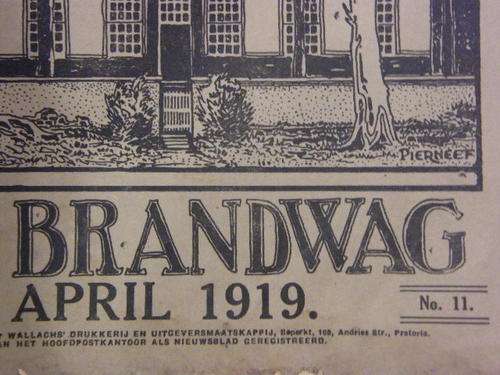 PIERNEEF
BRANDWAG
APRIL 1919.
No. 11.
WALLACHS' DRUKKERIJ EN UITGEVERSMAATSKAPPIJ, Beperkt, 108, Andries Str., Pretoria.
HET HOOFDPOSTKANTOOR ALS NIEUWSBLAD GEREGISTREERD.